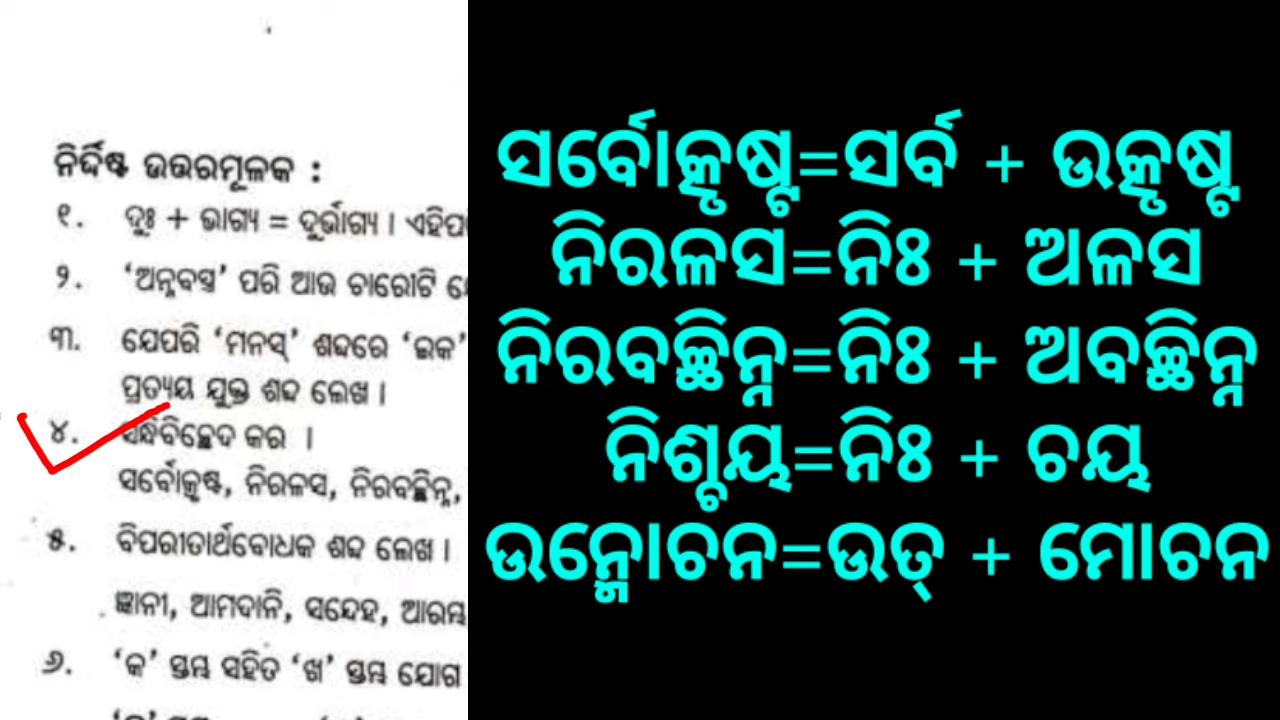 ନିର୍ଦ୍ଦିଷ୍ଟ ଉତ୍ତରମୂଳକ :
୧. ଦୁଃ + ଭାଗ୍ୟ = ଦୁର୍ଭାଗ୍ୟ । ଏହିପ
୨. ‘ଅନ୍ନବସ୍ତ୍ର’ ପରି ଆଉ ଚାରୋଟି
୩. ଯେପରି ‘ମନସ୍’ ଶବ୍ଦରେ ‘ଇକ’
ପ୍ରତ୍ୟୟ ଯୁକ୍ତ ଶବ୍ଦ ଲେଖ ।
୪. ସନ୍ଧିବିଚ୍ଛେଦ କର ।
ସର୍ବୋତ୍କୃଷ୍ଟ, ନିରଳସ, ନିରବଚ୍ଛିନ୍ନ,
୫. ବିପରୀତାର୍ଥବୋଧକ ଶବ୍ଦ ଲେଖ ।
ଜ୍ଞାନୀ, ଆମଦାନି, ସନ୍ଦେହ, ଆରମ୍ଭ
୬. ‘କ’ ସ୍ତମ୍ଭ ସହିତ ‘ଖ’ ସ୍ତମ୍ଭ ଯୋଗ
ସର୍ବୋତ୍କୃଷ୍ଟ=ସର୍ବ + ଉତ୍କୃଷ୍ଟ
ନିରଳସ=ନିଃ + ଅଳସ
ନିରବଚ୍ଛିନ୍ନ=ନିଃ + ଅବଚ୍ଛିନ୍ନ
ନିଶ୍ଚୟ=ନିଃ + ଚୟ
ଉନ୍ମୋଚନ=ଉତ୍ + ମୋଚନ